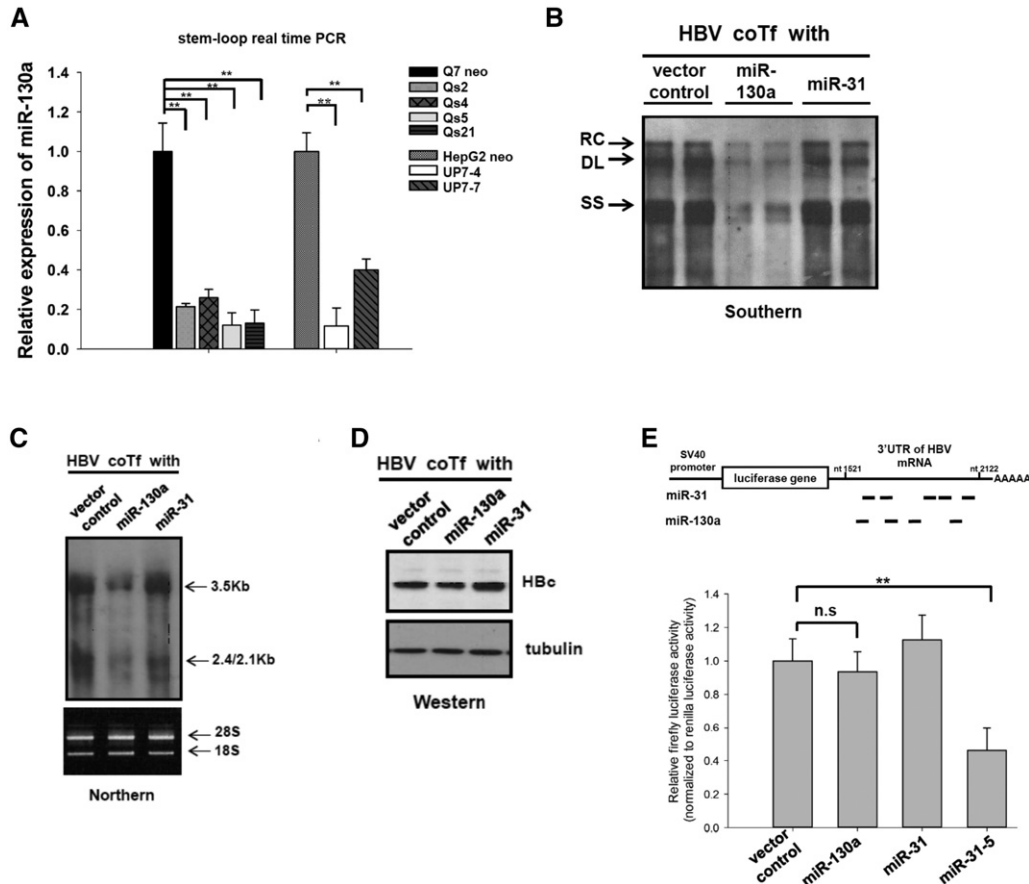 A
stem-loop real time PCR
Relative expression of miR-130a
1.4
1.2
1.0
0.8
0.6
0.4
0.2
0.0
**
**
**
**
**
**
Q7 neo
Qs2
Qs4
Qs5
Qs21
HepG2 neo
UP7-4
UP7-7
B
HBV coTf with
vector control
miR-130a
miR-31
RC
DL
SS
Southern
C
HBV coTf with
vector control
miR-130a
miR-31
3.5Kb
2.4/2.1Kb
28S
18S
Northern
D
HBV coTf with
vector control
miR-130a
miR-31
HBc
tubulin
Western
E
SV40 promoter
luciferase gene
nt 1521
3'UTR of HBV mRNA
nt 2122
AAAAA
miR-31
miR-130a
Relative firefly luciferase activity
(normalized to renilla luciferase activity)
1.4
1.2
1.0
0.8
0.6
0.4
0.2
0.0
n.s
**
vector control
miR-130a
miR-31
miR-31-5